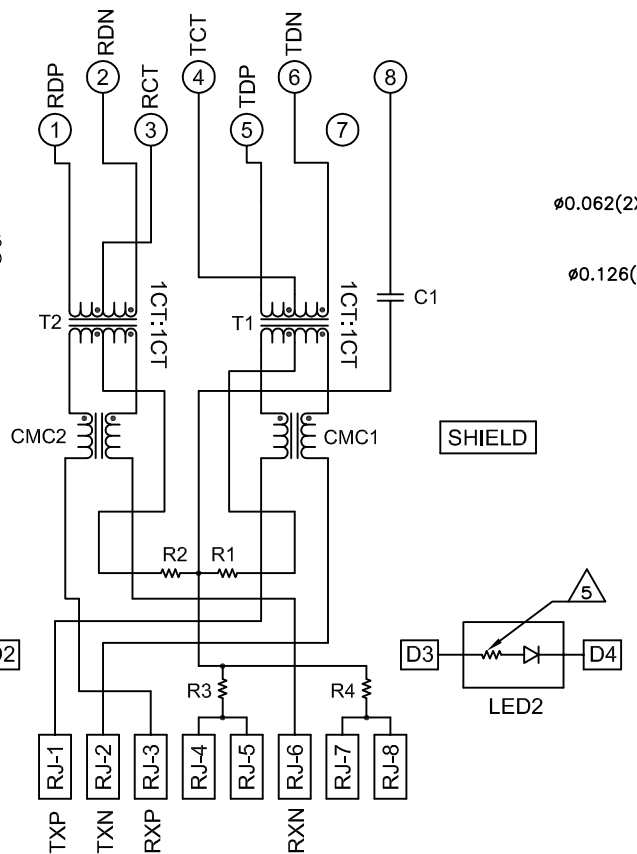 RDP
RDN
RCT
TCT
TDP
TDN
1
2
3
4
5
6
7
8
ø0.062(2
ø0.126(
T2
1CT:1CT
T1
1CT:1CT
C1
CMC2
CMC1
SHIELD
R2
R1
5
D3
D4
LED2
R3
R4
RJ-1
RJ-2
RJ-3
RJ-4
RJ-5
RJ-6
RJ-7
RJ-8
TXP
TXN
RXP
RXN